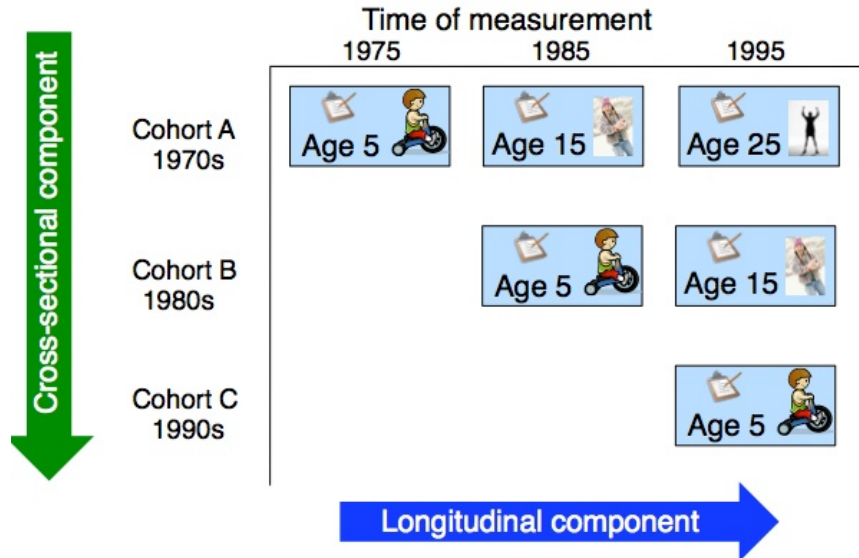 Time of measurement
1975 1985 1995
Cross-sectional component
Cohort A
1970s
Age 5 Age 15 Age 25
Cohort B
1980s
Age 5 Age 15
Cohort C
1990s
Age 5
Longitudinal component